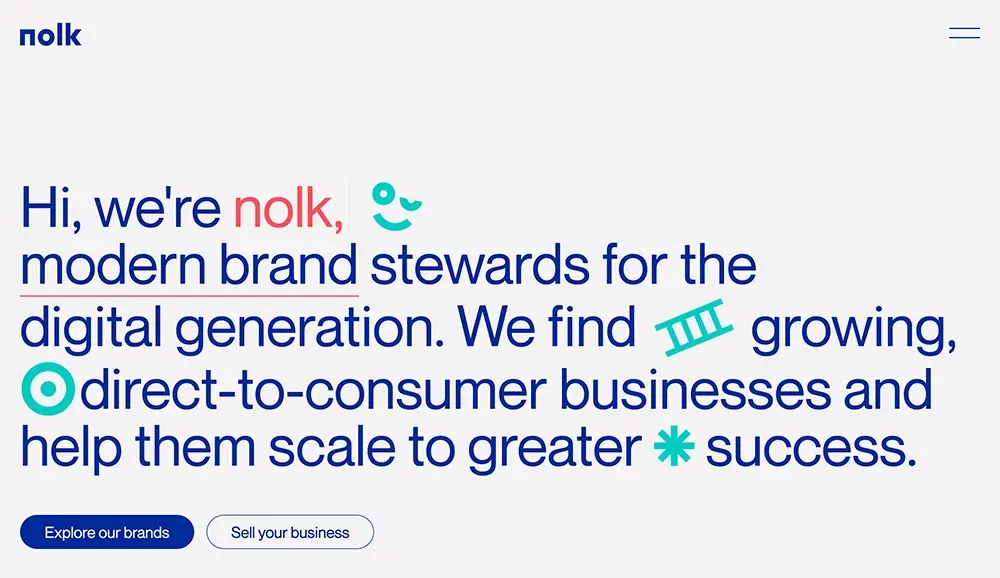 nolk
Hi, we're nolk,
modern brand stewards for the
digital generation. We find growing,
direct-to-consumer businesses and
help them scale to greater success.
Explore our brands
Sell your business